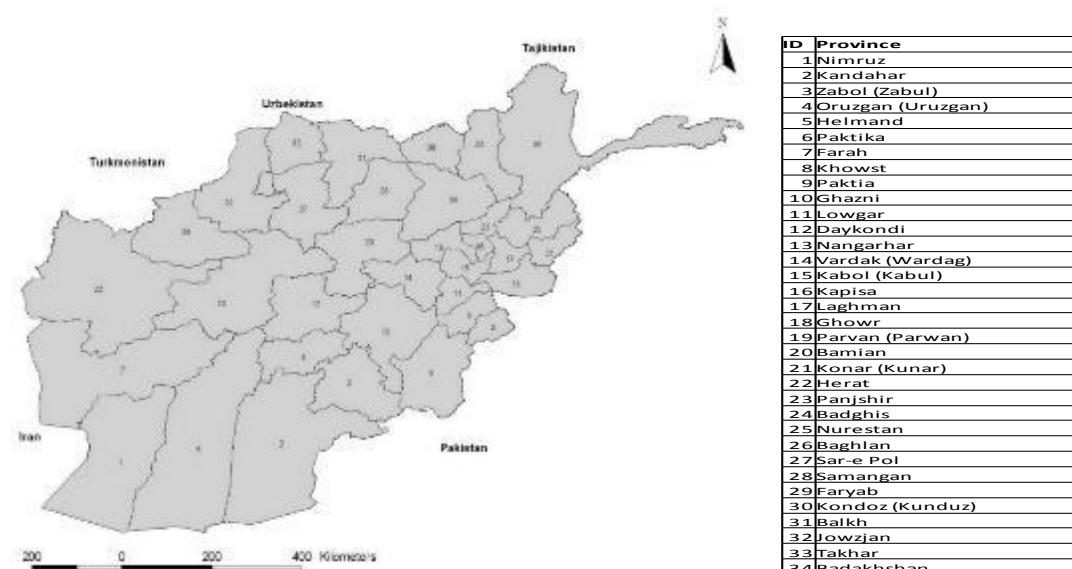 N
Tajikistan
Uzbekistan
Turkmonistan
Iran
Pakistan
200 0 200 400 Kilometers
ID Province
1 Nimruz
2 Kandahar
3 Zabol (Zabul)
4 Oruzgan (Uruzgan)
5 Helmand
6 Paktika
7 Farah
8 Khowst
9 Paktia
10 Ghazni
11 Lowgar
12 Daykondi
13 Nangarhar
14 Vardak (Wardag)
15 Kabol (Kabul)
16 Kapisa
17 Laghman
18 Ghowr
19 Parvan (Parwan)
20 Bamian
21 Konar (Kunar)
22 Herat
23 Panjshir
24 Badghis
25 Nurestan
26 Baghlan
27 Sar-e Pol
28 Samangan
29 Faryab
30 Kondoz (Kunduz)
31 Balkh
32 Jowzjan
33 Takhar
34 Badakhshan